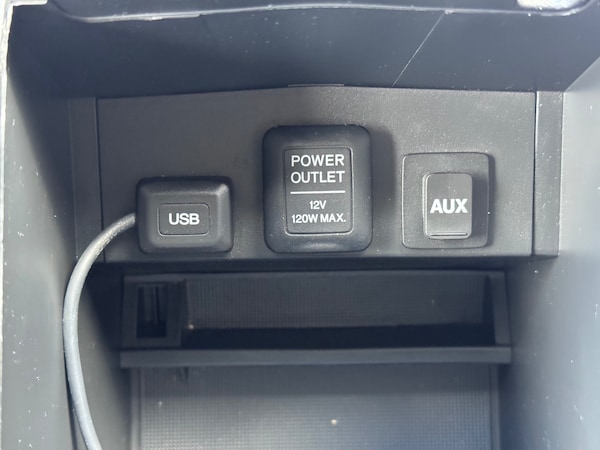 USB
POWER
OUTLET
12V
120W MAX.
AUX